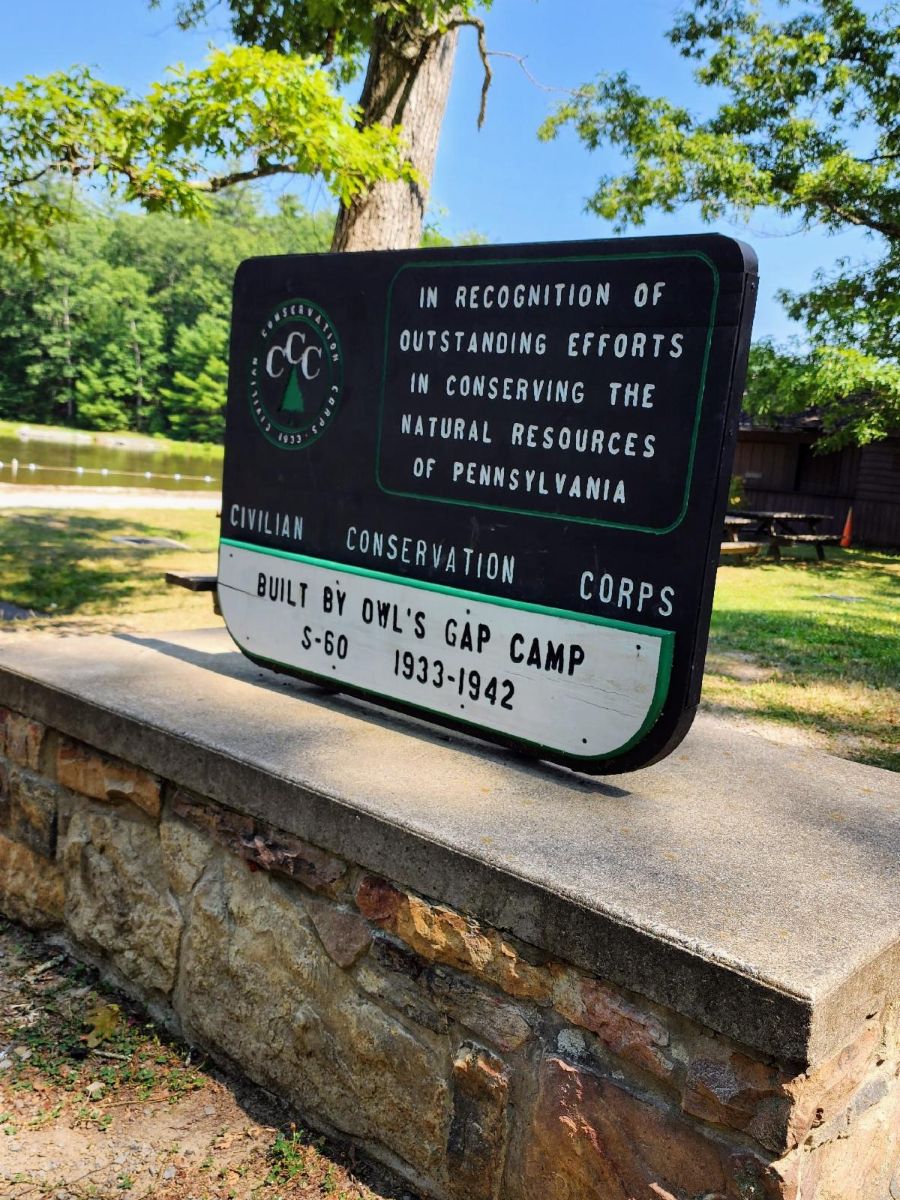 CONSERVATION CORPS
CIVILIAN
CCC
IN RECOGNITION OF
OUTSTANDING EFFORTS
IN CONSERVING THE
NATURAL RESOURCES
OF PENNSYLVANIA
CIVILIAN CONSERVATION CORPS
BUILT BY OWL'S GAP CAMP
S-60 1933-1942